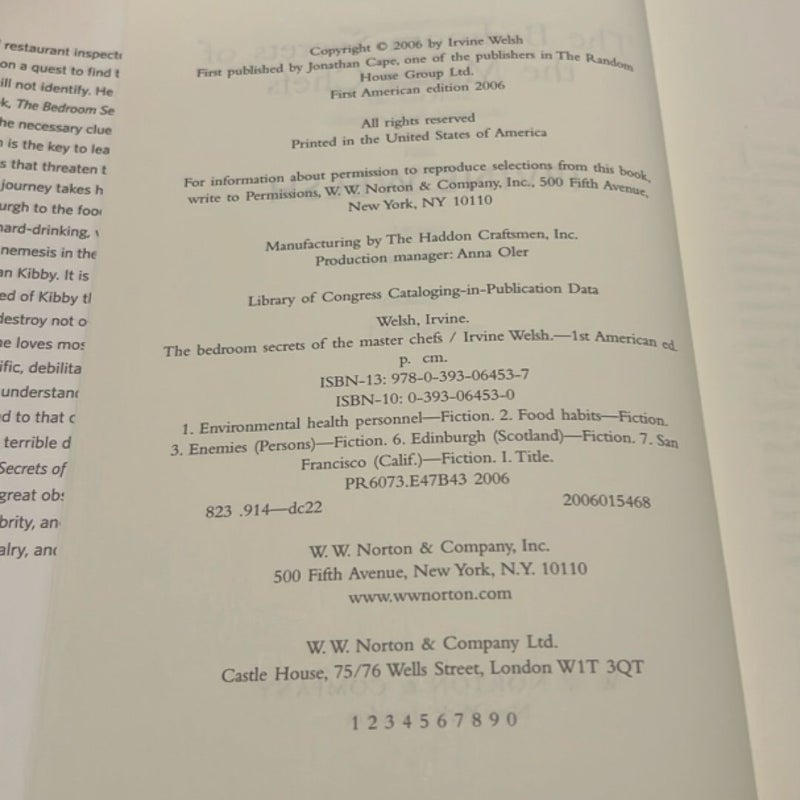 restaurant inspect
on a quest to find t
ill not identify. He
k, The Bedroom Se
he necessary clue
n is the key to lea
s that threaten t
journey takes h
urgh to the foo
hard-drinking,
nemesis in the
an Kibby. It is
ed of Kibby tl
destroy not o
ne loves mos
ific, debilita
understand
d to that c
terrible d
Secrets of
great obs
brity, an
alry, and
Copyright © 2006 by Irvine Welsh
First published by Jonathan Cape, one of the publishers in The Random
House Group Ltd.
First American edition 2006
All rights reserved
Printed in the United States of America
For information about permission to reproduce selections from this book,
write to Permissions, W. W. Norton & Company, Inc., 500 Fifth Avenue,
New York, NY 10110
Manufacturing by The Haddon Craftsmen, Inc.
Production manager: Anna Oler
Library of Congress Cataloging-in-Publication Data
Welsh, Irvine.
The bedroom secrets of the master chefs / Irvine Welsh.—1st American ed.
p. cm.
ISBN-13: 978-0-393-06453-7
ISBN-10: 0-393-06453-0
1. Environmental health personnel—Fiction. 2. Food habits—Fiction.
3. Enemies (Persons)—Fiction. 6. Edinburgh (Scotland)—Fiction. 7. San
Francisco (Calif.)—Fiction. I. Title.
PR6073.E47B43 2006
823 .914—dc22 2006015468
W. W. Norton & Company, Inc.
500 Fifth Avenue, New York, N.Y. 10110
www.wwnorton.com
W. W. Norton & Company Ltd.
Castle House, 75/76 Wells Street, London W1T 3QT
1 2 3 4 5 6 7 8 9 0